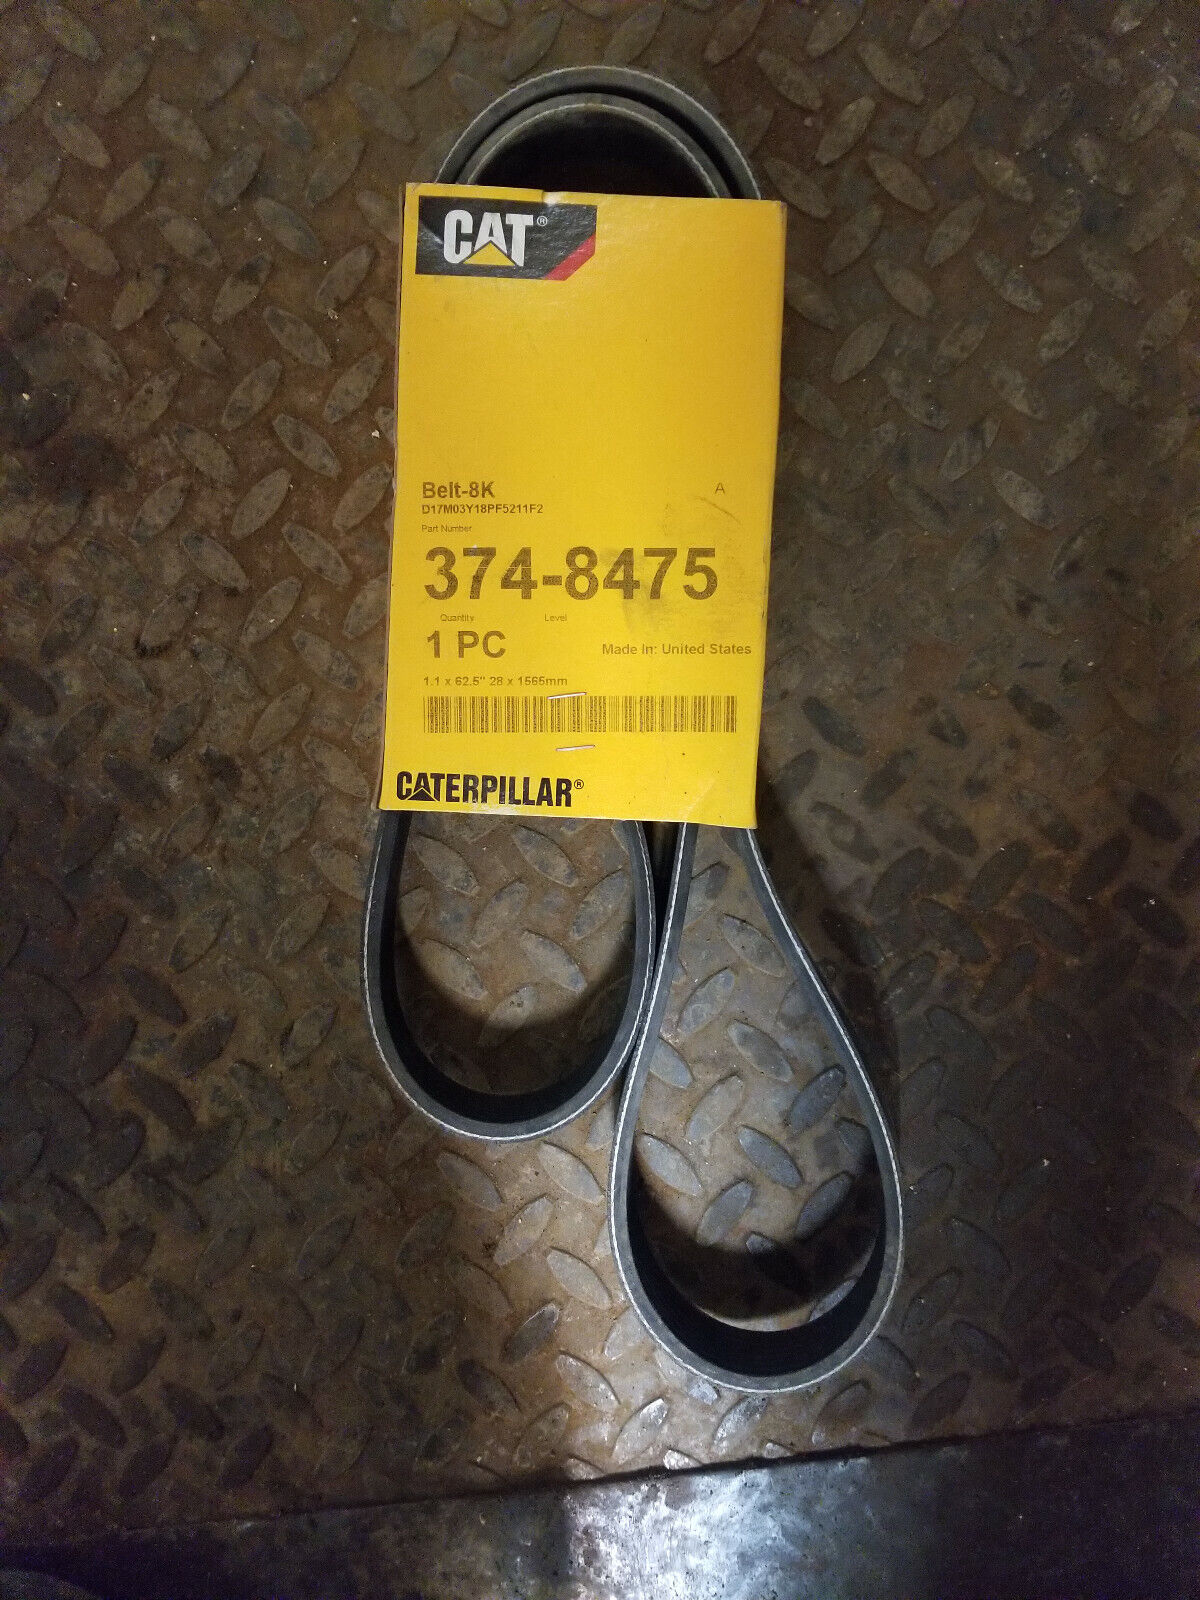 CAT®
Belt-8K A
D17M03Y18PF5211F2
Part Number
374-8475
Quantity Level
1 PC Made In: United States
1.1 x 62.5" 28 x 1565mm
CATERPILLAR®